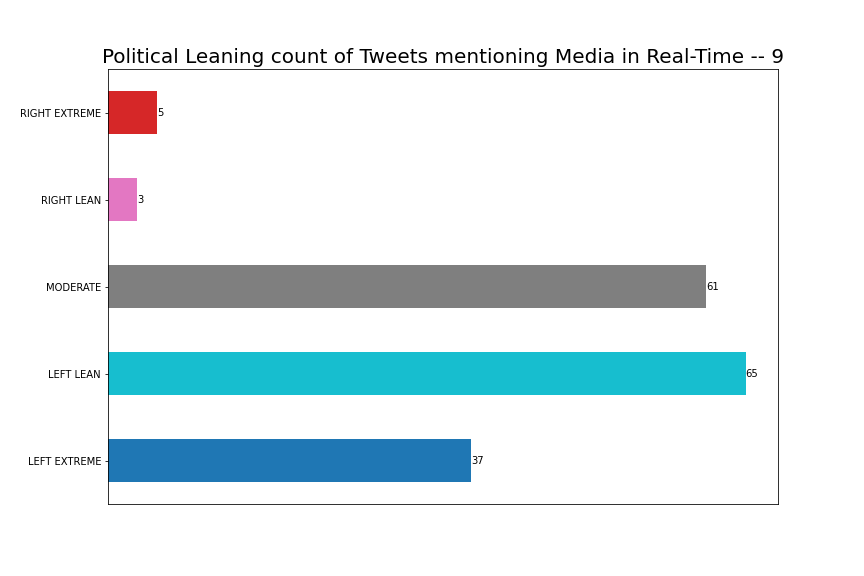 Political Leaning count of Tweets mentioning Media in Real-Time -- 9
RIGHT EXTREME 5
RIGHT LEAN 3
MODERATE 61
LEFT LEAN 65
LEFT EXTREME 37